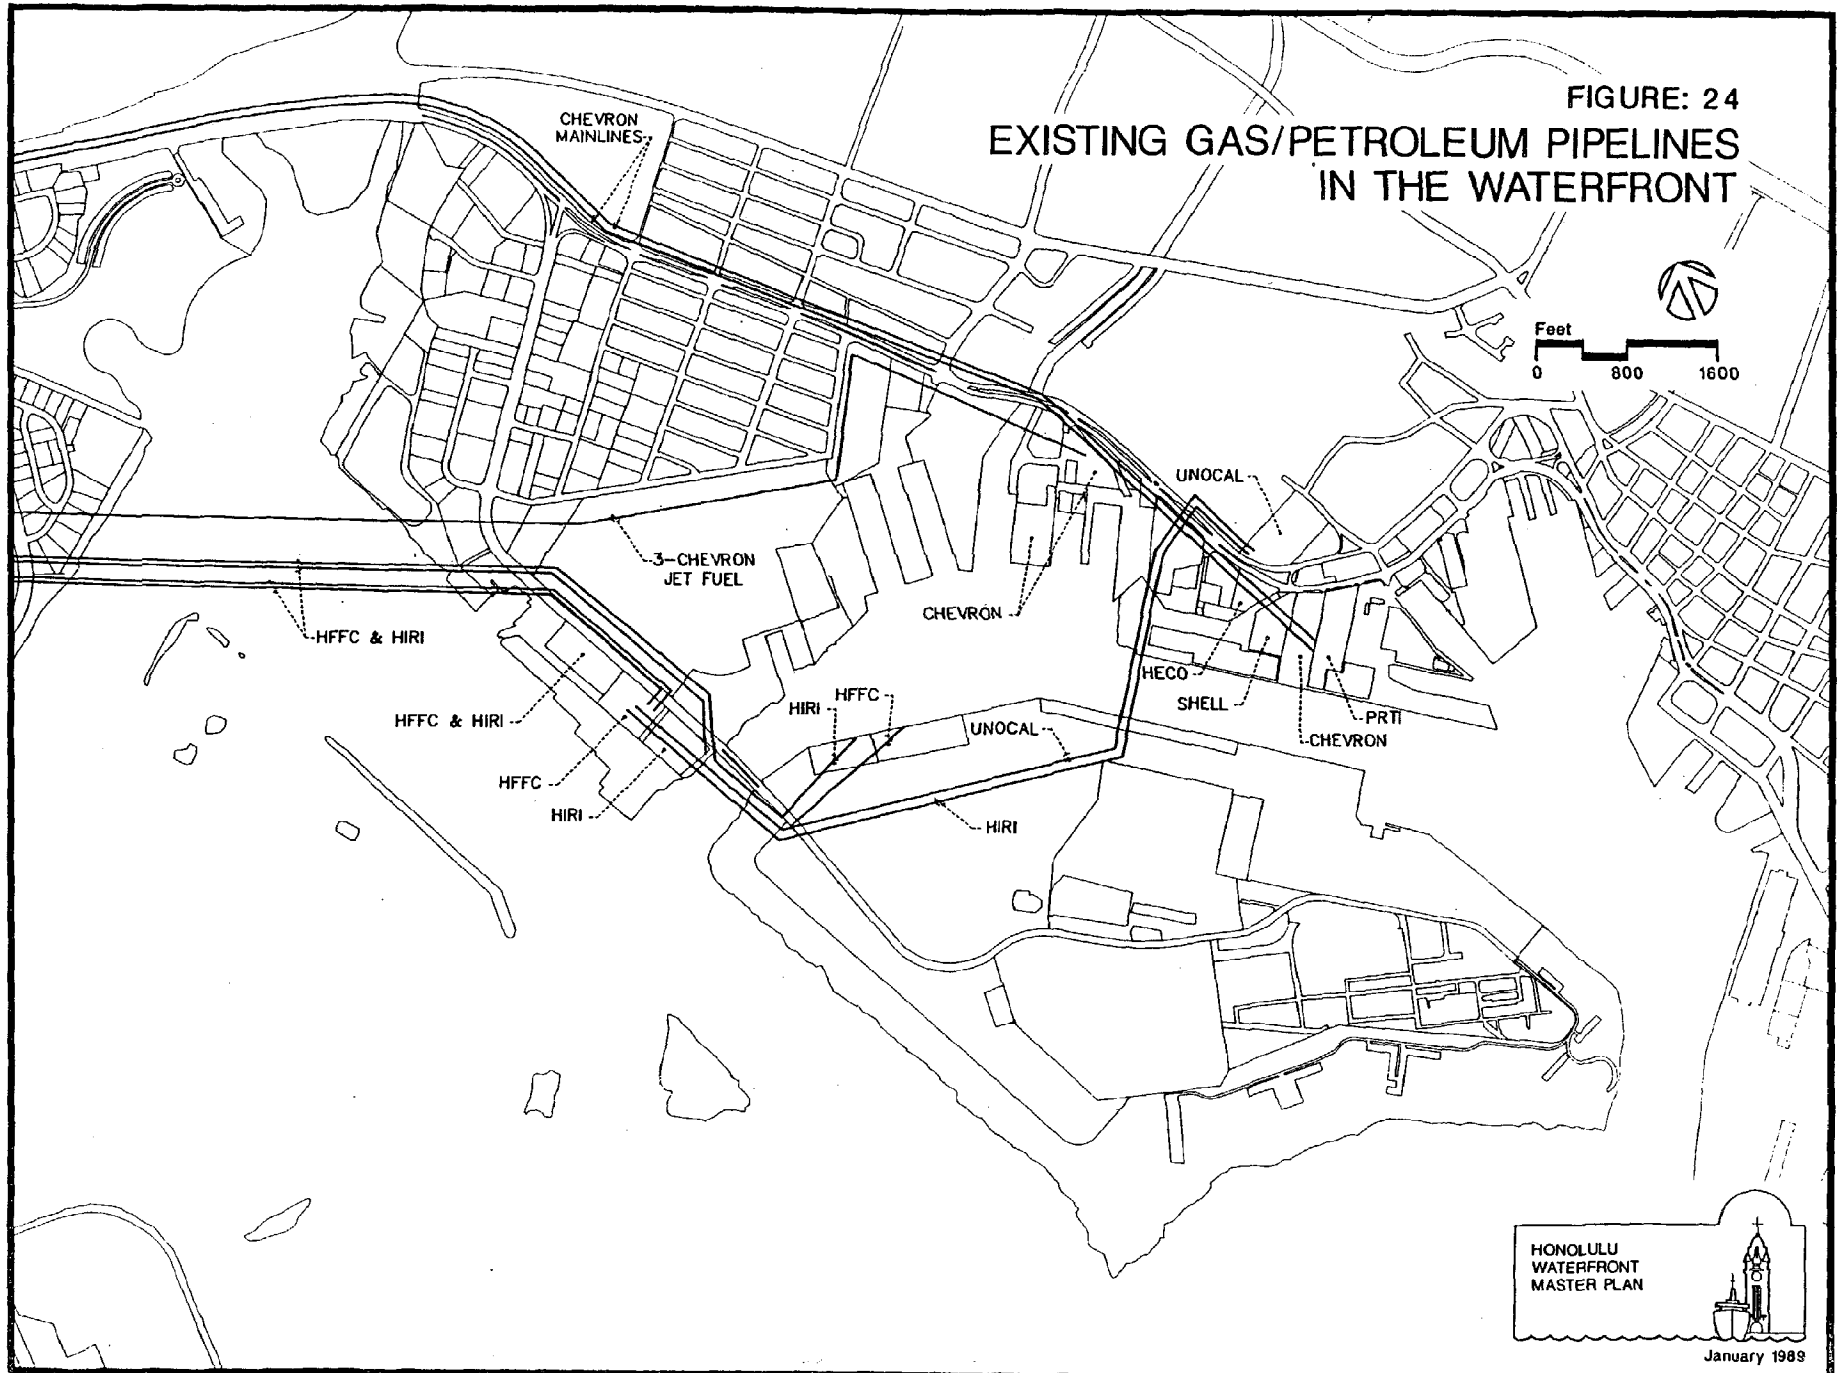 FIGURE: 24
EXISTING GAS/PETROLEUM PIPELINES
IN THE WATERFRONT
CHEVRON
MAINLINES
Feet
0 800 1600
UNOCAL
3-CHEVRON
JET FUEL
CHEVRON
HFFC & HIRI
HECO
SHELL
PRTI
CHEVRON
HFFC & HIRI
HIRI
HFFC
UNOCAL
HFFC
HIRI
HIRI
HONOLULU
WATERFRONT
MASTER PLAN
January 1989